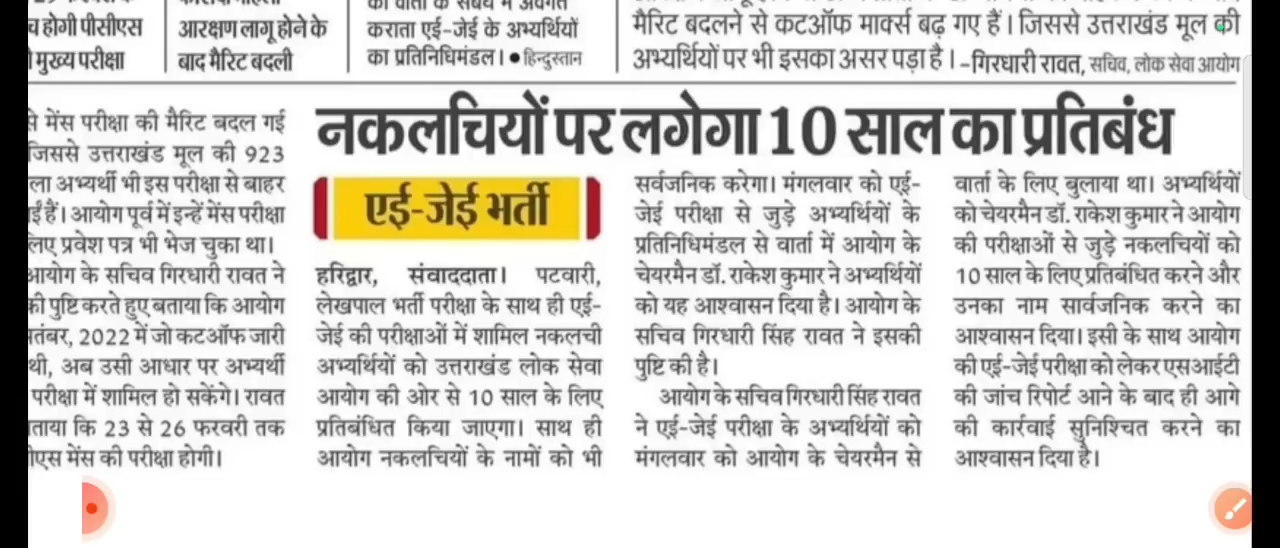 च होगी पीसीएस
मुख्य परीक्षा
आरक्षण लागू होने के
बाद मैरिट बदली
कराता एई-जेई के अभ्यर्थियों
का प्रतिनिधिमंडल। ● हिन्दुस्तान
मैरिट बदलने से कटऑफ मार्क्स बढ़ गए हैं। जिससे उत्तराखंड मूल की
अभ्यर्थियों पर भी इसका असर पड़ा है। -गिरधारी रावत, सचिव, लोक सेवा आयोग
से मेंस परीक्षा की मैरिट बदल गई
जिससे उत्तराखंड मूल की 923
ला अभ्यर्थी भी इस परीक्षा से बाहर
हैं। आयोग पूर्व में इन्हें मेंस परीक्षा
लिए प्रवेश पत्र भी भेज चुका था।
आयोग के सचिव गिरधारी रावत ने
की पुष्टि करते हुए बताया कि आयोग
तंबर, 2022 में जो कटऑफ जारी
थी, अब उसी आधार पर अभ्यर्थी
परीक्षा में शामिल हो सकेंगे। रावत
ताया कि 23 से 26 फरवरी तक
एस मेंस की परीक्षा होगी।
नकलचियों पर लगेगा 10 साल का प्रतिबंध
एई-जेई भर्ती
हरिद्वार, संवाददाता। पटवारी,
लेखपाल भर्ती परीक्षा के साथ ही एई-
जेई की परीक्षाओं में शामिल नकलची
अभ्यर्थियों को उत्तराखंड लोक सेवा
आयोग की ओर से 10 साल के लिए
प्रतिबंधित किया जाएगा। साथ ही
आयोग नकलचियों के नामों को भी
सर्वजनिक करेगा। मंगलवार को एई-
जेई परीक्षा से जुड़े अभ्यर्थियों के
प्रतिनिधिमंडल से वार्ता में आयोग के
चेयरमैन डॉ. राकेश कुमार ने अभ्यर्थियों
को यह आश्वासन दिया है। आयोग के
सचिव गिरधारी सिंह रावत ने इसकी
पुष्टि की है।
आयोग के सचिव गिरधारी सिंह रावत
ने एई-जेई परीक्षा के अभ्यर्थियों को
मंगलवार को आयोग के चेयरमैन से
वार्ता के लिए बुलाया था। अभ्यर्थियों
को चेयरमैन डॉ. राकेश कुमार ने आयोग
की परीक्षाओं से जुड़े नकलचियों को
10 साल के लिए प्रतिबंधित करने और
उनका नाम सार्वजनिक करने का
आश्वासन दिया। इसी के साथ आयोग
की एई-जेई परीक्षा को लेकर एसआईटी
की जांच रिपोर्ट आने के बाद ही आगे
की कार्रवाई सुनिश्चित करने का
आश्वासन दिया है।